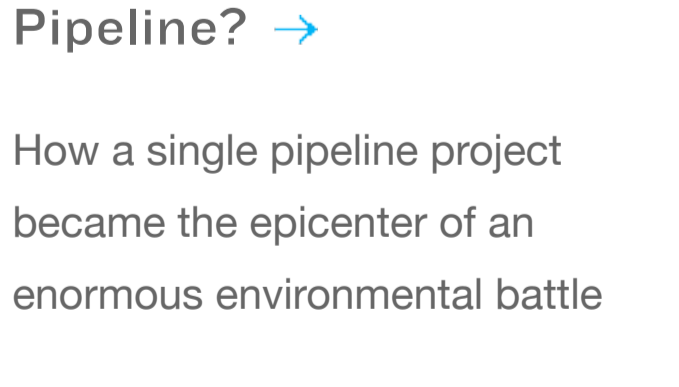 Pipeline? →
How a single pipeline project
became the epicenter of an
enormous environmental battle